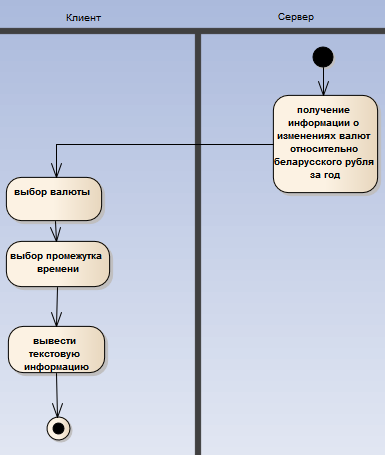 Клиент
Сервер
получение
информации о
изменениях валют
относительно
беларусского рубля
за год
выбор валюты
выбор промежутка
времени
вывести
текстовую
информацию